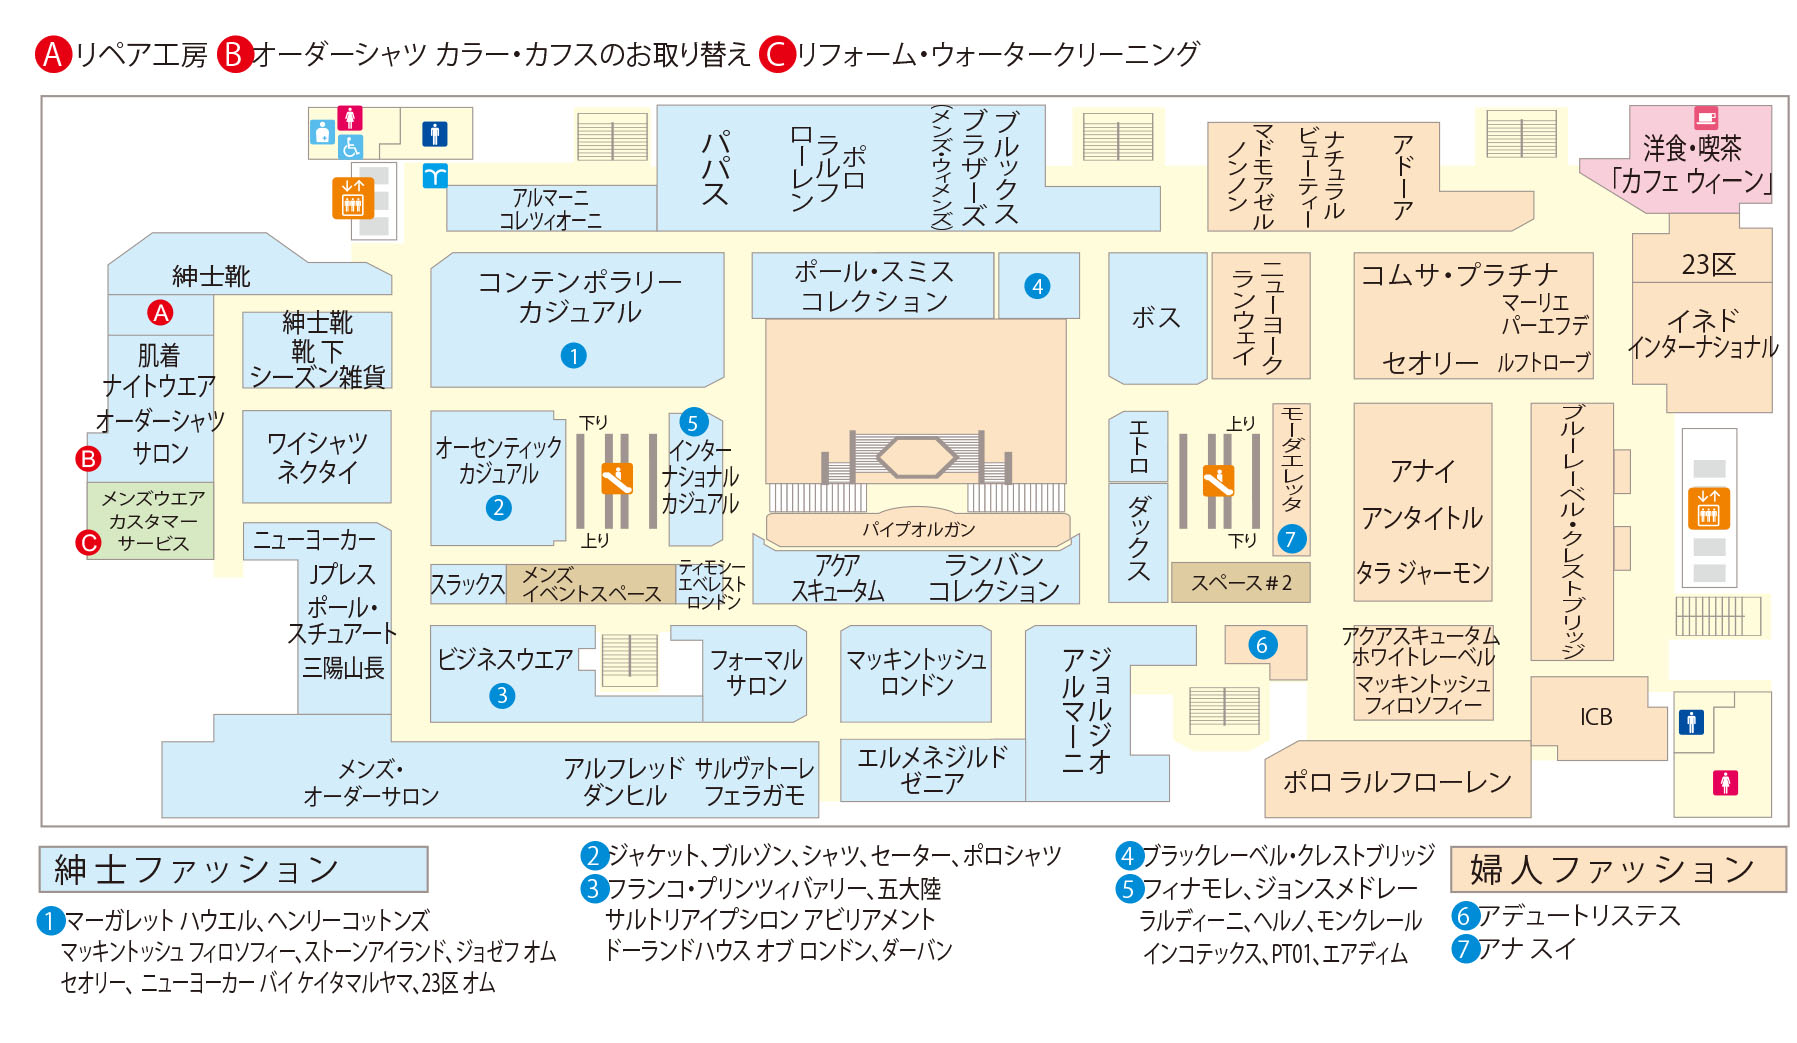 A リペア工房 B オーダーシャツ カラー・カフスのお取り替え C リフォーム・ウォータークリーニング
パパス
ポロ
ラルフ
ローレン
ブルックス
ブラザーズ
(メンズ・ウィメンズ)
アドーア
ナチュラル
ビューティー
マドモアゼル
ノンノン
洋食・喫茶
「カフェ ウィーン」
アルマーニ
コレツィオーニ
紳士靴
A
コンテンポラリー
カジュアル
1
ポール・スミス
コレクション
4
ボス
ニューヨーク
ランウェイ
コムサ・プラチナ
マーリエ
パーエフデ
セオリー
ルフトローブ
23区
イネド
インターナショナル
紳士靴
靴 下
シーズン雑貨
肌着
ナイトウエア
オーダーシャツ
サロン
B
ワイシャツ
ネクタイ
オーセンティック
カジュアル
2
下り
上り
5
インター
ナショナル
カジュアル
パイプオルガン
エトロ
ダックス
上り
下り
モーダエレッタ
7
アナイ
アンタイトル
タラ ジャーモン
ブルーレーベル・クレストブリッジ
メンズウエア
カスタマー
サービス
C
ニューヨーカー
Jプレス
ポール・
スチュアート
三陽山長
スラックス
メンズ
イベントスペース
ティモシー
エベレスト
ロンドン
アクア
スキュータム
ランバン
コレクション
スペース#2
ビジネスウエア
3
フォーマル
サロン
マッキントッシュ
ロンドン
ジョルジオ
アルマーニ
6
アクアスキュータム
ホワイトレーベル
マッキントッシュ
フィロソフィー
ICB
メンズ・
オーダーサロン
アルフレッド
ダンヒル
サルヴァトーレ
フェラガモ
エルメネジルド
ゼニア
ポロ ラルフローレン
紳士ファッション
1 マーガレット ハウエル、ヘンリーコットンズ
マッキントッシュ フィロソフィー、ストーンアイランド、ジョゼフ オム
セオリー、ニューヨーカー バイ ケイタマルヤマ、23区 オム
2 ジャケット、ブルゾン、シャツ、セーター、ポロシャツ
3 フランコ・プリンツィバァリー、五大陸
サルトリアイプシロン アビリアメント
ドーランドハウス オブ ロンドン、ダーバン
4 ブラックレーベル・クレストブリッジ
5 フィナモレ、ジョンスメドレー
ラルディーニ、ヘルノ、モンクレール
インコテックス、PT01、エアディム
婦人ファッション
6 アデュートリステス
7 アナ スイ